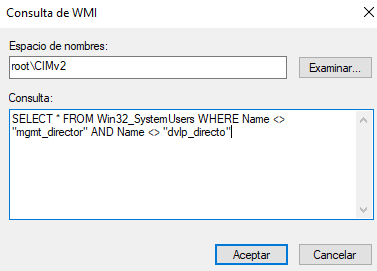 Consulta de WMI
Espacio de nombres:
root\CIMv2
Examinar...
Consulta:
SELECT * FROM Win32_SystemUsers WHERE Name <>
"mgmt_director" AND Name <> "dvlp_directo"
Aceptar
Cancelar